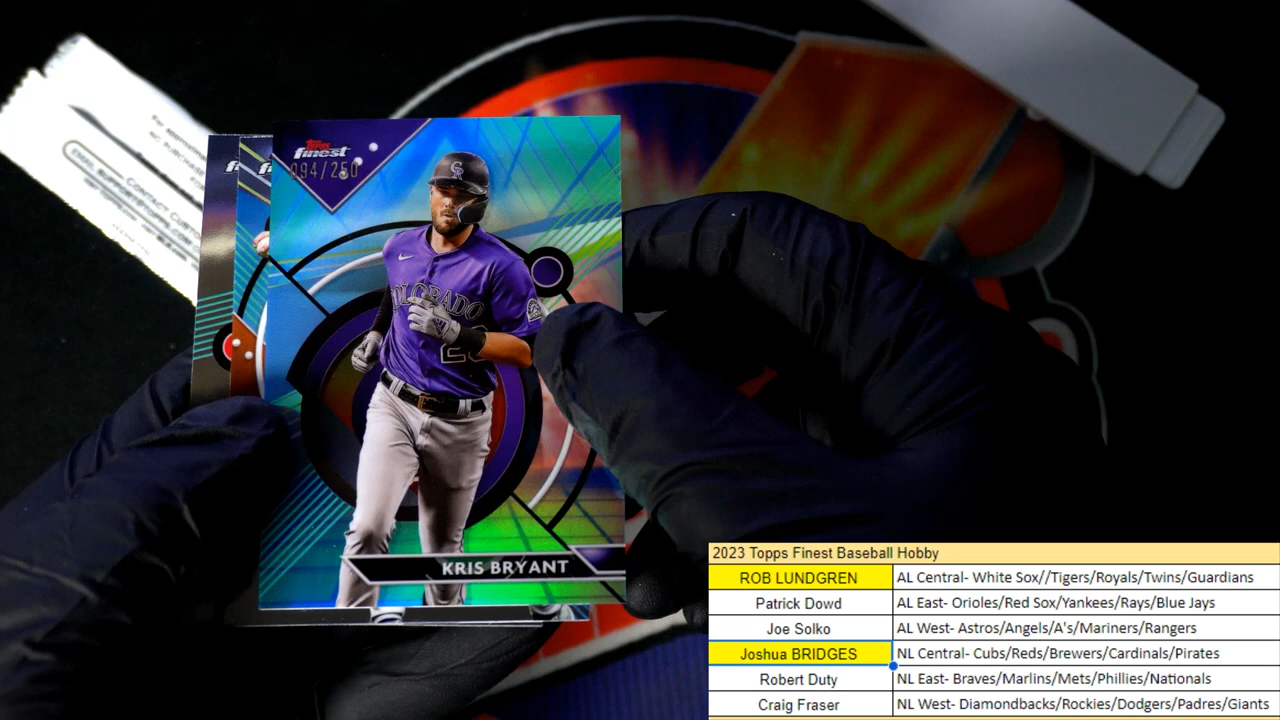 Topps
finest
094/250
COLORADO
CR
KRIS BRYANT
CONTACT
2023 Topps Finest Baseball Hobby
ROB LUNDGREN AL Central- White Sox//Tigers/Royals/Twins/Guardians
Patrick Dowd AL East- Orioles/Red Sox/Yankees/Rays/Blue Jays
Joe Solko AL West- Astros/Angels/A's/Mariners/Rangers
Joshua BRIDGES NL Central- Cubs/Reds/Brewers/Cardinals/Pirates
Robert Duty NL East- Braves/Marlins/Mets/Phillies/Nationals
Craig Fraser NL West- Diamondbacks/Rockies/Dodgers/Padres/Giants